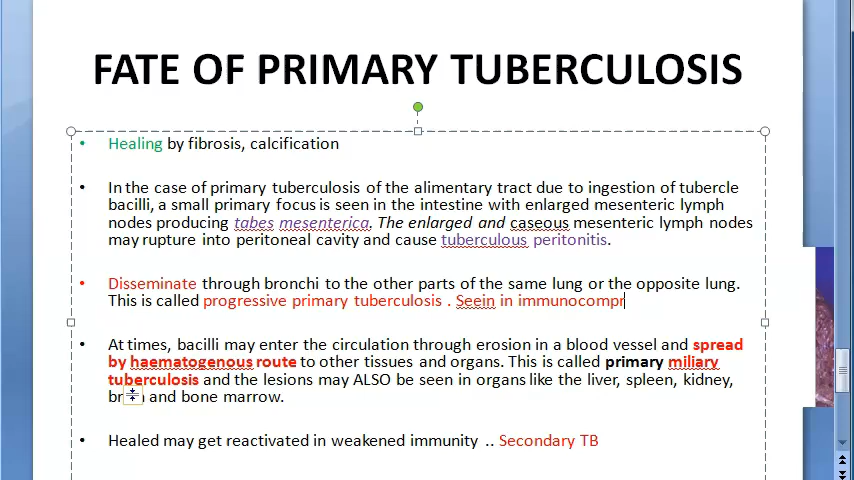 FATE OF PRIMARY TUBERCULOSIS
• Healing by fibrosis, calcification
• In the case of primary tuberculosis of the alimentary tract due to ingestion of tubercle
bacilli, a small primary focus is seen in the intestine with enlarged mesenteric lymph
nodes producing tabes mesenterica. The enlarged and caseous mesenteric lymph nodes
may rupture into peritoneal cavity and cause tuberculous peritonitis.
• Disseminate through bronchi to the other parts of the same lung or the opposite lung.
This is called progressive primary tuberculosis . Seein in immunocompr
• At times, bacilli may enter the circulation through erosion in a blood vessel and spread
by haematogenous route to other tissues and organs. This is called primary miliary
tuberculosis and the lesions may ALSO be seen in organs like the liver, spleen, kidney,
and bone marrow.
• Healed may get reactivated in weakened immunity .. Secondary TB